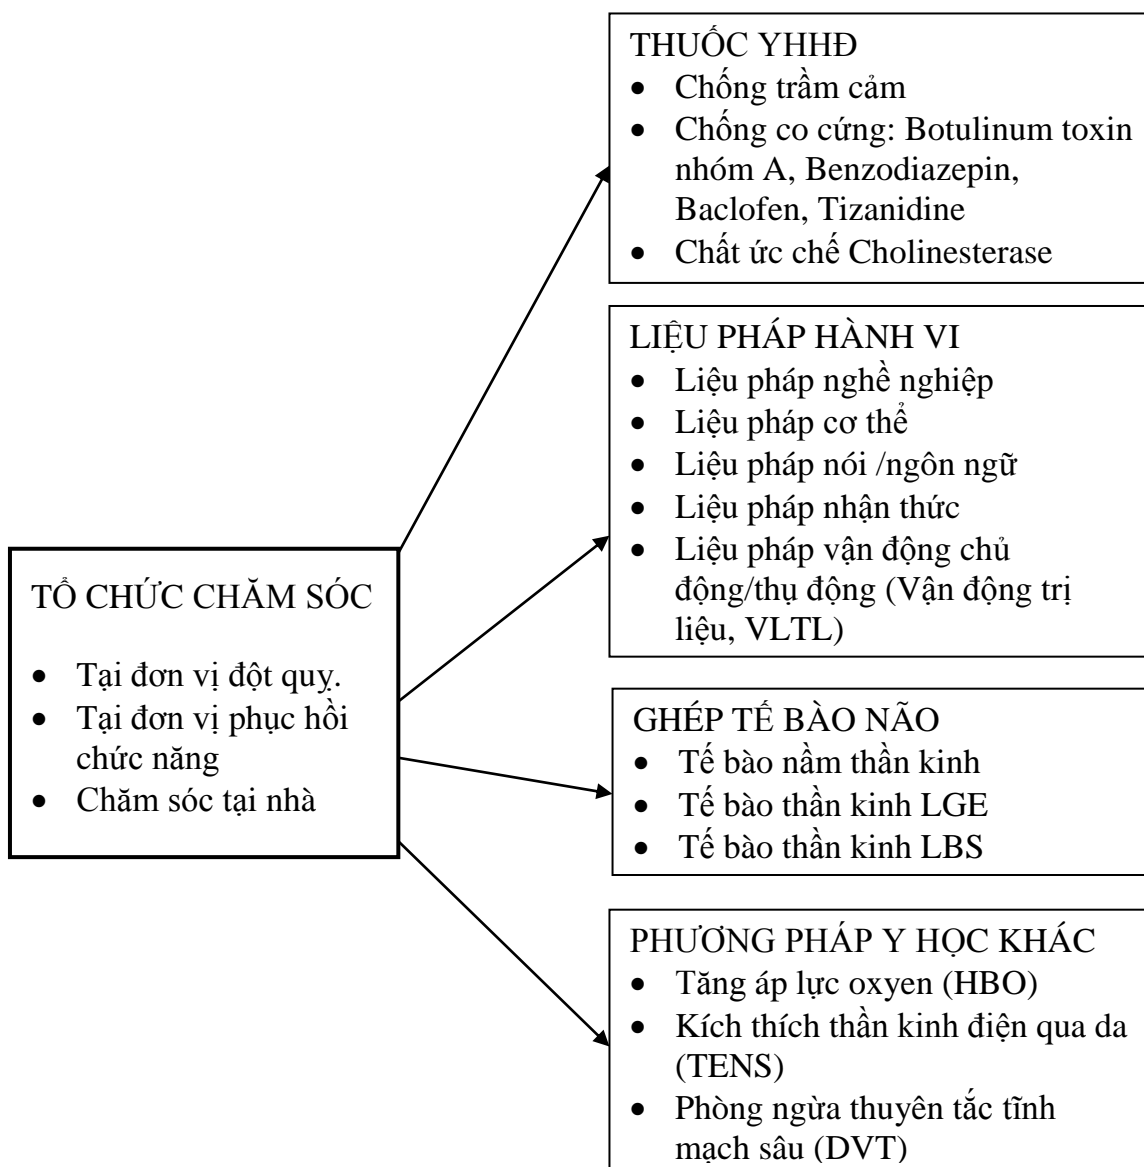 THUỐC YHHĐ
• Chống trầm cảm
• Chống co cứng: Botulinum toxin
nhóm A, Benzodiazepin,
Baclofen, Tizanidine
• Chất ức chế Cholinesterase
LIỆU PHÁP HÀNH VI
• Liệu pháp nghề nghiệp
• Liệu pháp cơ thể
• Liệu pháp nói /ngôn ngữ
• Liệu pháp nhận thức
• Liệu pháp vận động chủ
động/thụ động (Vận động trị
liệu, VLTL)
TỔ CHỨC CHĂM SÓC
• Tại đơn vị đột quỵ.
• Tại đơn vị phục hồi
chức năng
• Chăm sóc tại nhà
GHÉP TẾ BÀO NÃO
• Tế bào nầm thần kinh
• Tế bào thần kinh LGE
• Tế bào thần kinh LBS
PHƯƠNG PHÁP Y HỌC KHÁC
• Tăng áp lực oxyen (HBO)
• Kích thích thần kinh điện qua da
(TENS)
• Phòng ngừa thuyên tắc tĩnh
mạch sâu (DVT)